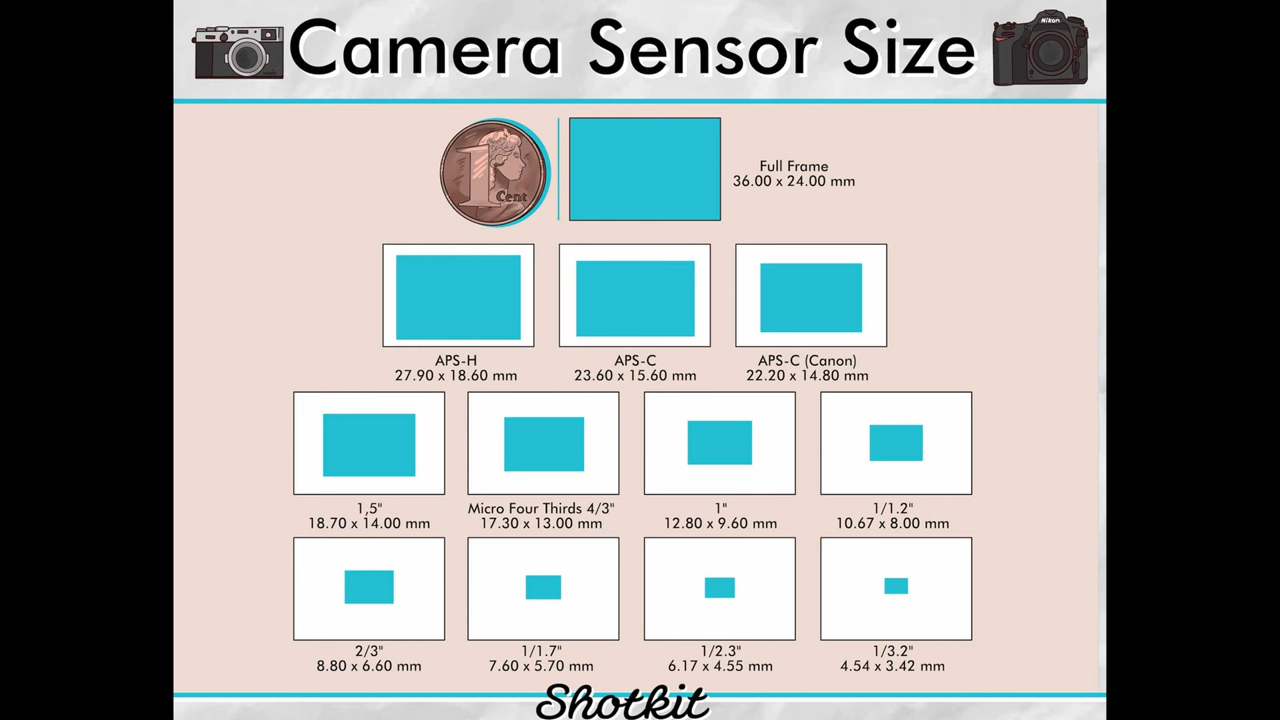 Camera Sensor Size
Nikon
1
Cent
Full Frame
36.00 x 24.00 mm
APS-H
27.90 x 18.60 mm
APS-C
23.60 x 15.60 mm
APS-C (Canon)
22.20 x 14.80 mm
1,5"
18.70 x 14.00 mm
Micro Four Thirds 4/3"
17.30 x 13.00 mm
1"
12.80 x 9.60 mm
1/1.2"
10.67 x 8.00 mm
2/3"
8.80 x 6.60 mm
1/1.7"
7.60 x 5.70 mm
1/2.3"
6.17 x 4.55 mm
1/3.2"
4.54 x 3.42 mm
Shotkit